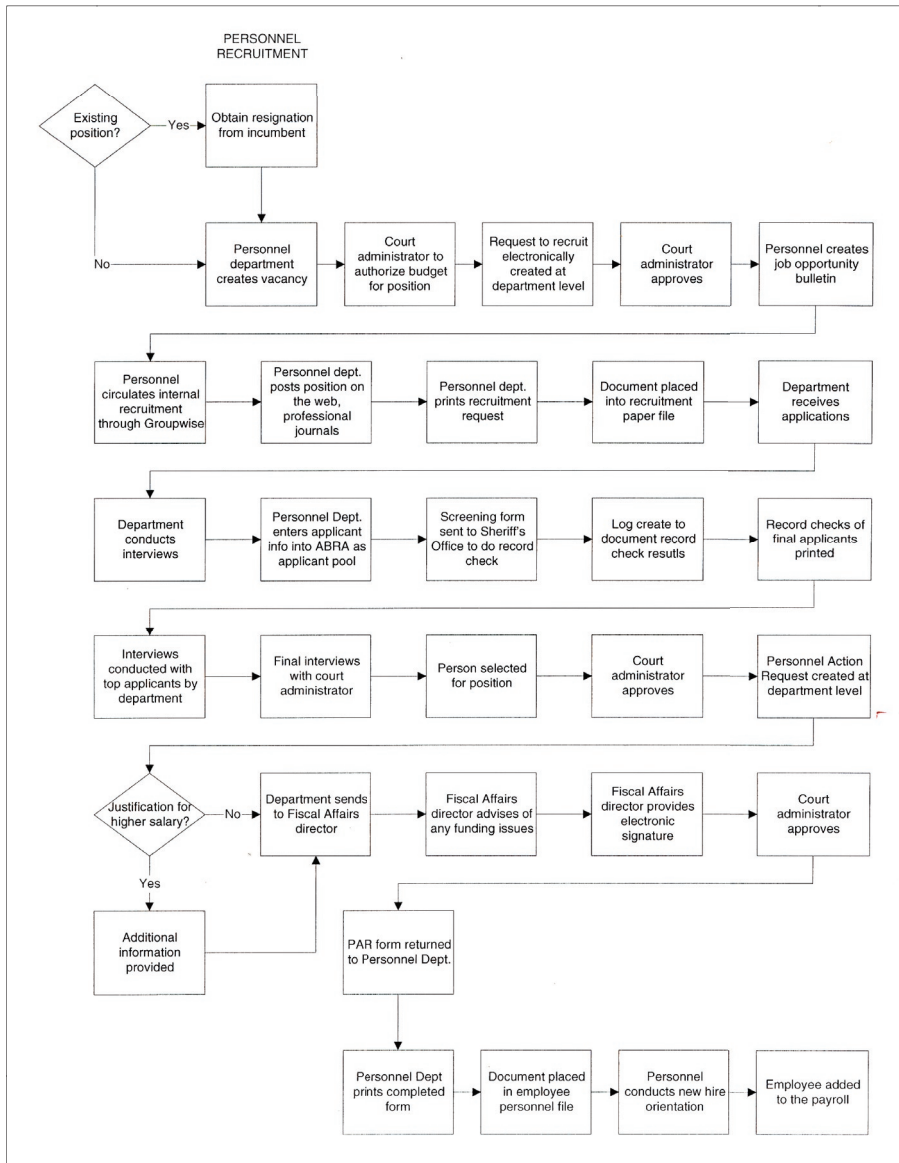 PERSONNEL
RECRUITMENT
Existing
position?
Yes
Obtain resignation
from incumbent
No
Personnel
department
creates vacancy
Court
administrator to
authorize budget
for position
Request to recruit
electronically
created at
department level
Court
administrator
approves
Personnel creates
job opportunity
bulletin
Personnel
circulates internal
recruitment
through Groupwise
Personnel dept.
posts position on
the web,
professional
journals
Personnel dept.
prints recruitment
request
Document placed
into recruitment
paper file
Department
receives
applications
Department
conducts
interviews
Personnel Dept.
enters applicant
info into ABRA as
applicant pool
Screening form
sent to Sheriff's
Office to do record
check
Log create to
document record
check resutls
Record checks of
final applicants
printed
Interviews
conducted with
top applicants by
department
Final interviews
with court
administrator
Person selected
for position
Court
administrator
approves
Personnel Action
Request created at
department level
Justification for
higher salary?
No
Department sends
to Fiscal Affairs
director
Fiscal Affairs
director advises of
any funding issues
Fiscal Affairs
director provides
electronic
signature
Court
administrator
approves
Yes
Additional
information
provided
PAR form returned
to Personnel Dept.
Personnel Dept
prints completed
form
Document placed
in employee
personnel file
Personnel
conducts new hire
orientation
Employee added
to the payroll